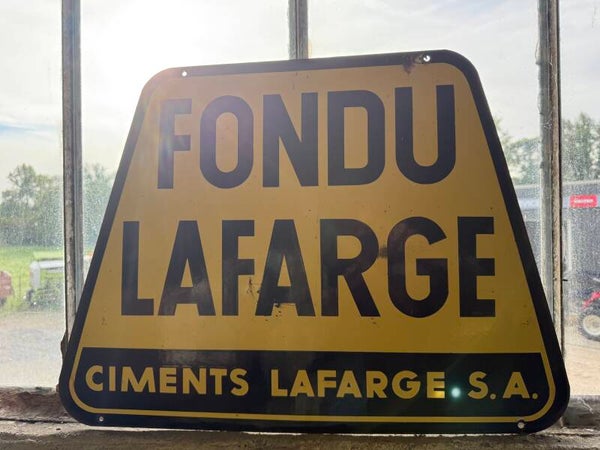 FONDU
LAFARGE
CIMENTS LAFARGE. S.A.